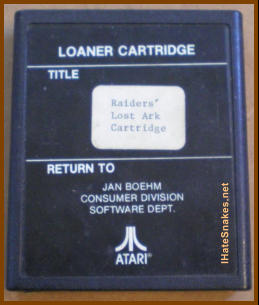 LOANER CARTRIDGE
TITLE
Raiders'
Lost Ark
Cartridge
RETURN TO
JAN BOEHM
CONSUMER DIVISION
SOFTWARE DEPT.
ATARI®
IHateSnakes.net